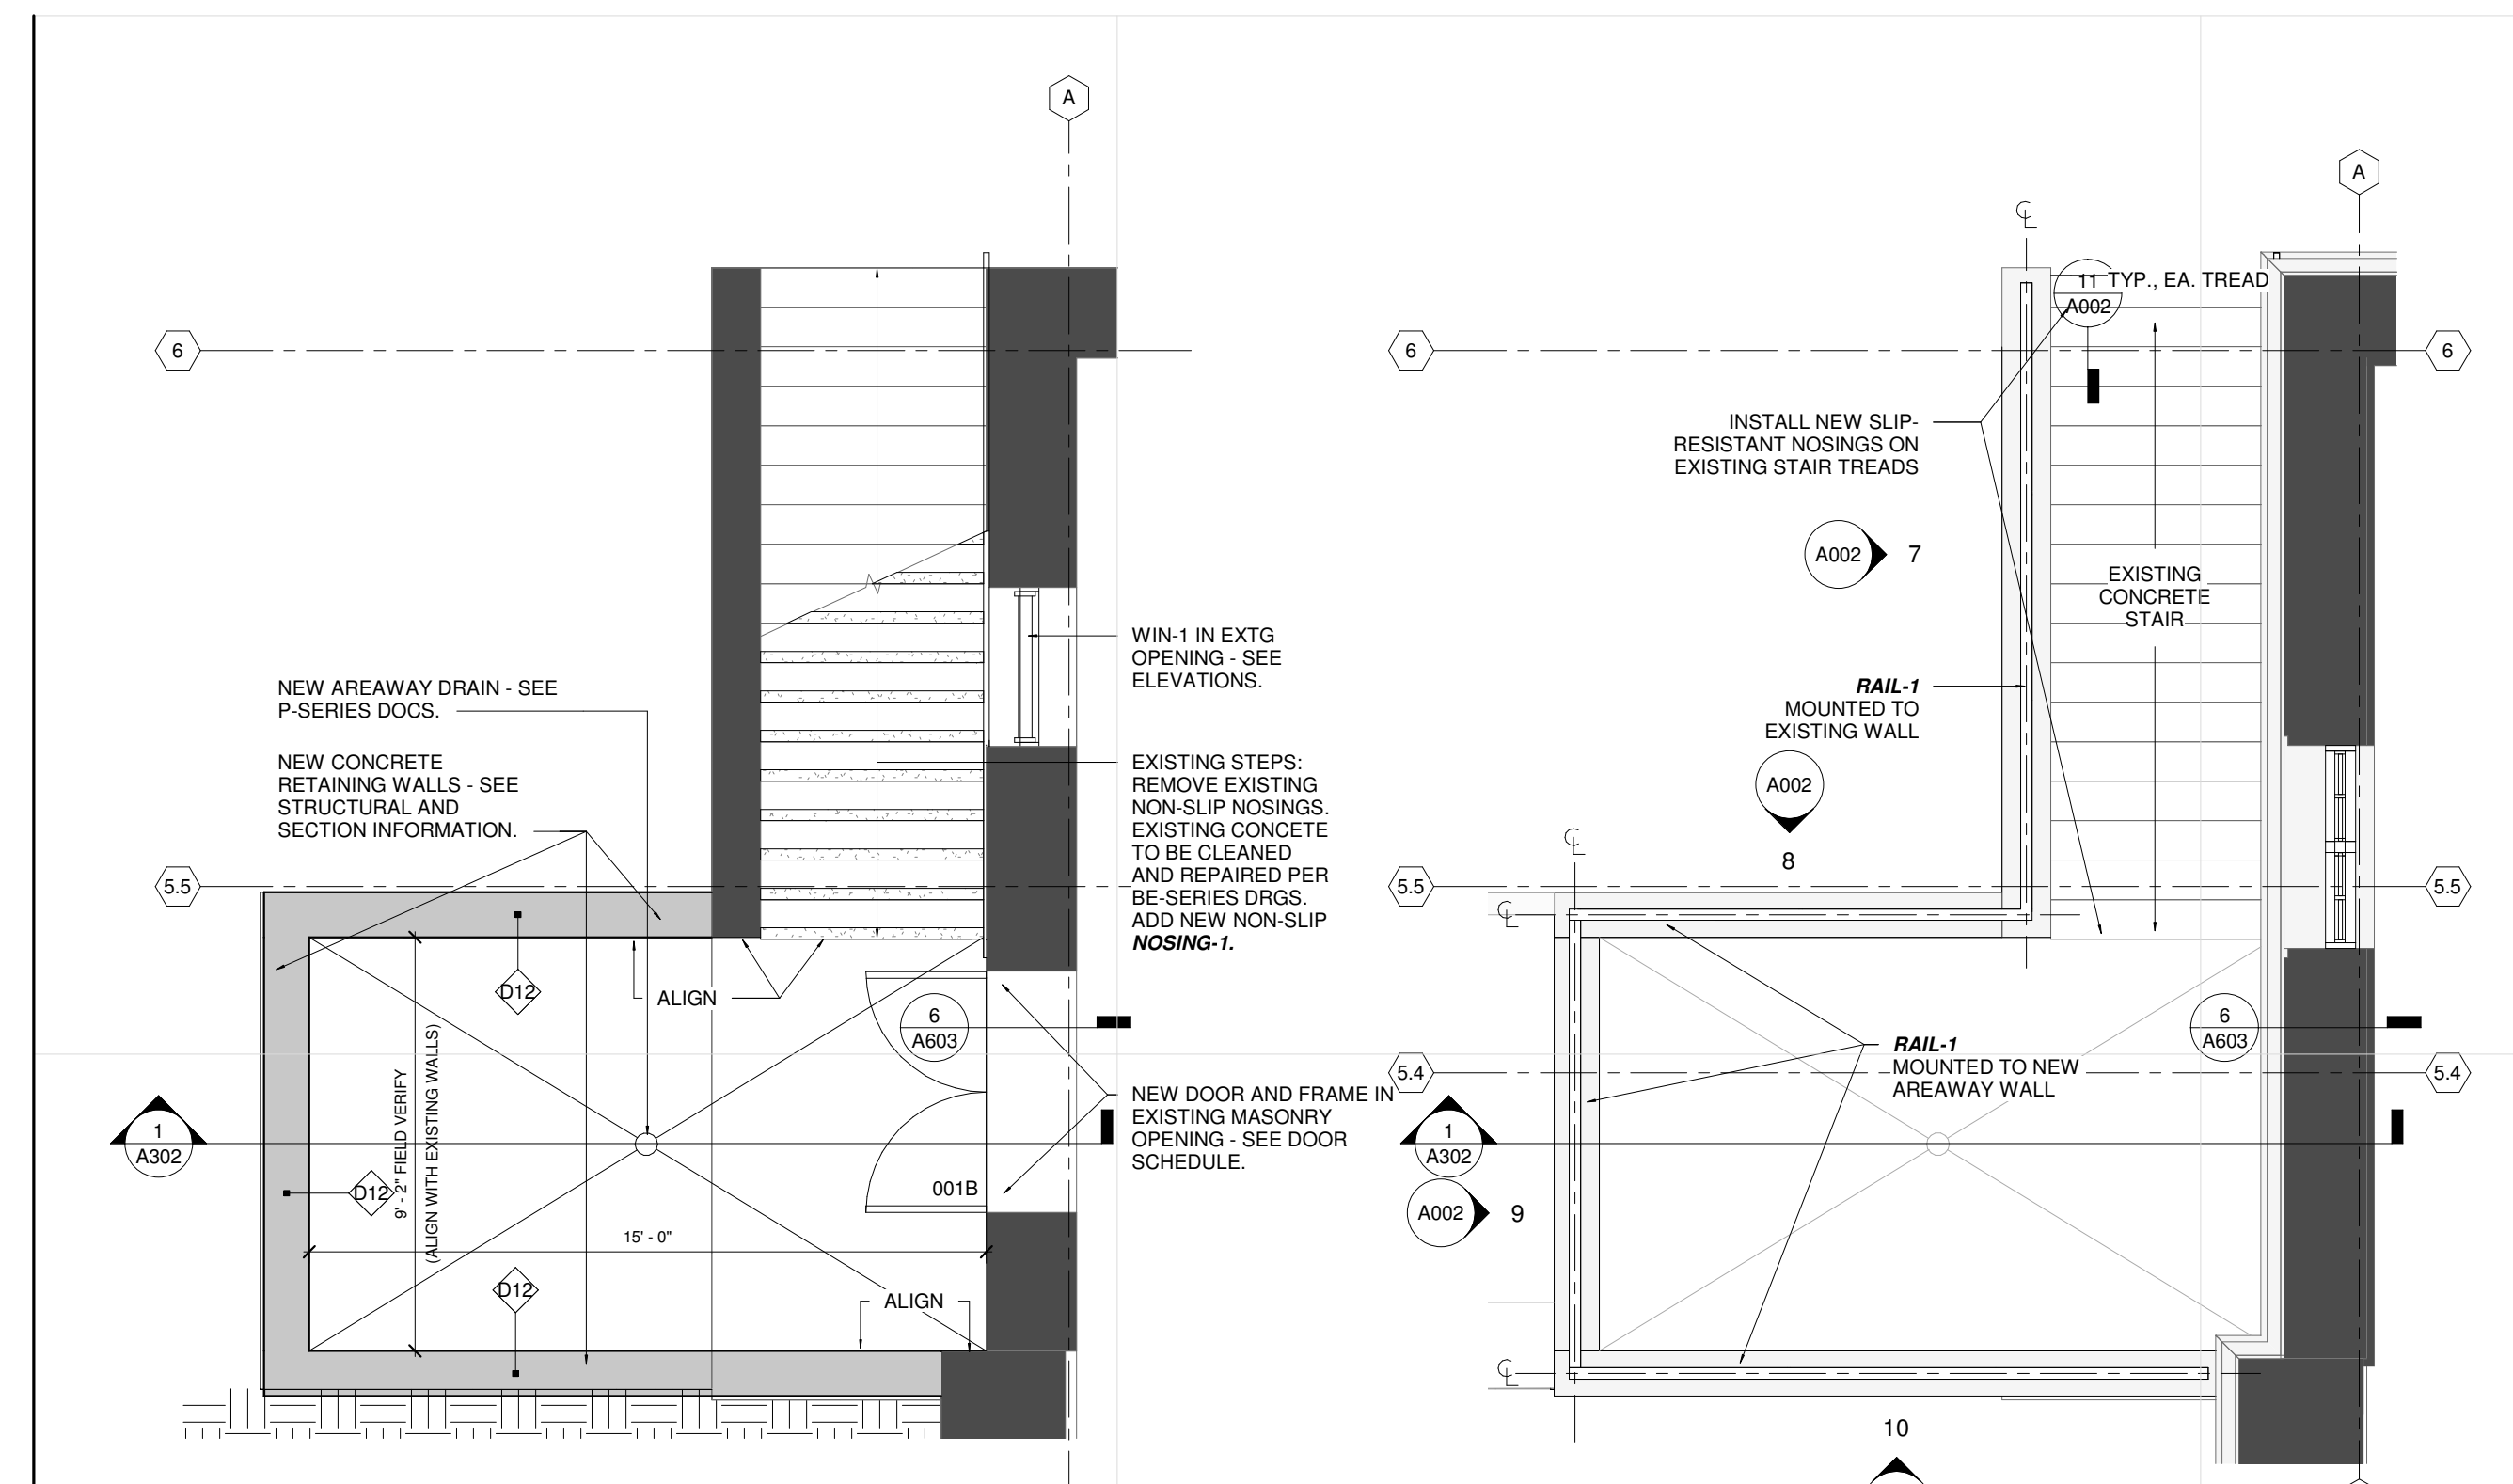 A
6
NEW AREAWAY DRAIN - SEE
P-SERIES DOCS.
NEW CONCRETE
RETAINING WALLS - SEE
STRUCTURAL AND
SECTION INFORMATION.
5.5
D12
ALIGN
6
A603
9' - 2" FIELD VERIFY
(ALIGN WITH EXISTING WALLS)
1
A302
D12
001B
15' - 0"
D12
ALIGN
WIN-1 IN EXTG
OPENING - SEE
ELEVATIONS.
EXISTING STEPS:
REMOVE EXISTING
NON-SLIP NOSINGS.
EXISTING CONCETE
TO BE CLEANED
AND REPAIRED PER
BE-SERIES DRGS.
ADD NEW NON-SLIP
NOSING-1.
NEW DOOR AND FRAME IN
EXISTING MASONRY
OPENING - SEE DOOR
SCHEDULE.
A
CL
11
A002
TYP., EA. TREAD
6
6
INSTALL NEW SLIP-
RESISTANT NOSINGS ON
EXISTING STAIR TREADS
A002
7
EXISTING
CONCRETE
STAIR
RAIL-1
MOUNTED TO
EXISTING WALL
A002
8
CL
5.5
5.5
CL
6
A603
RAIL-1
MOUNTED TO NEW
AREAWAY WALL
5.4
5.4
1
A302
A002
9
CL
10